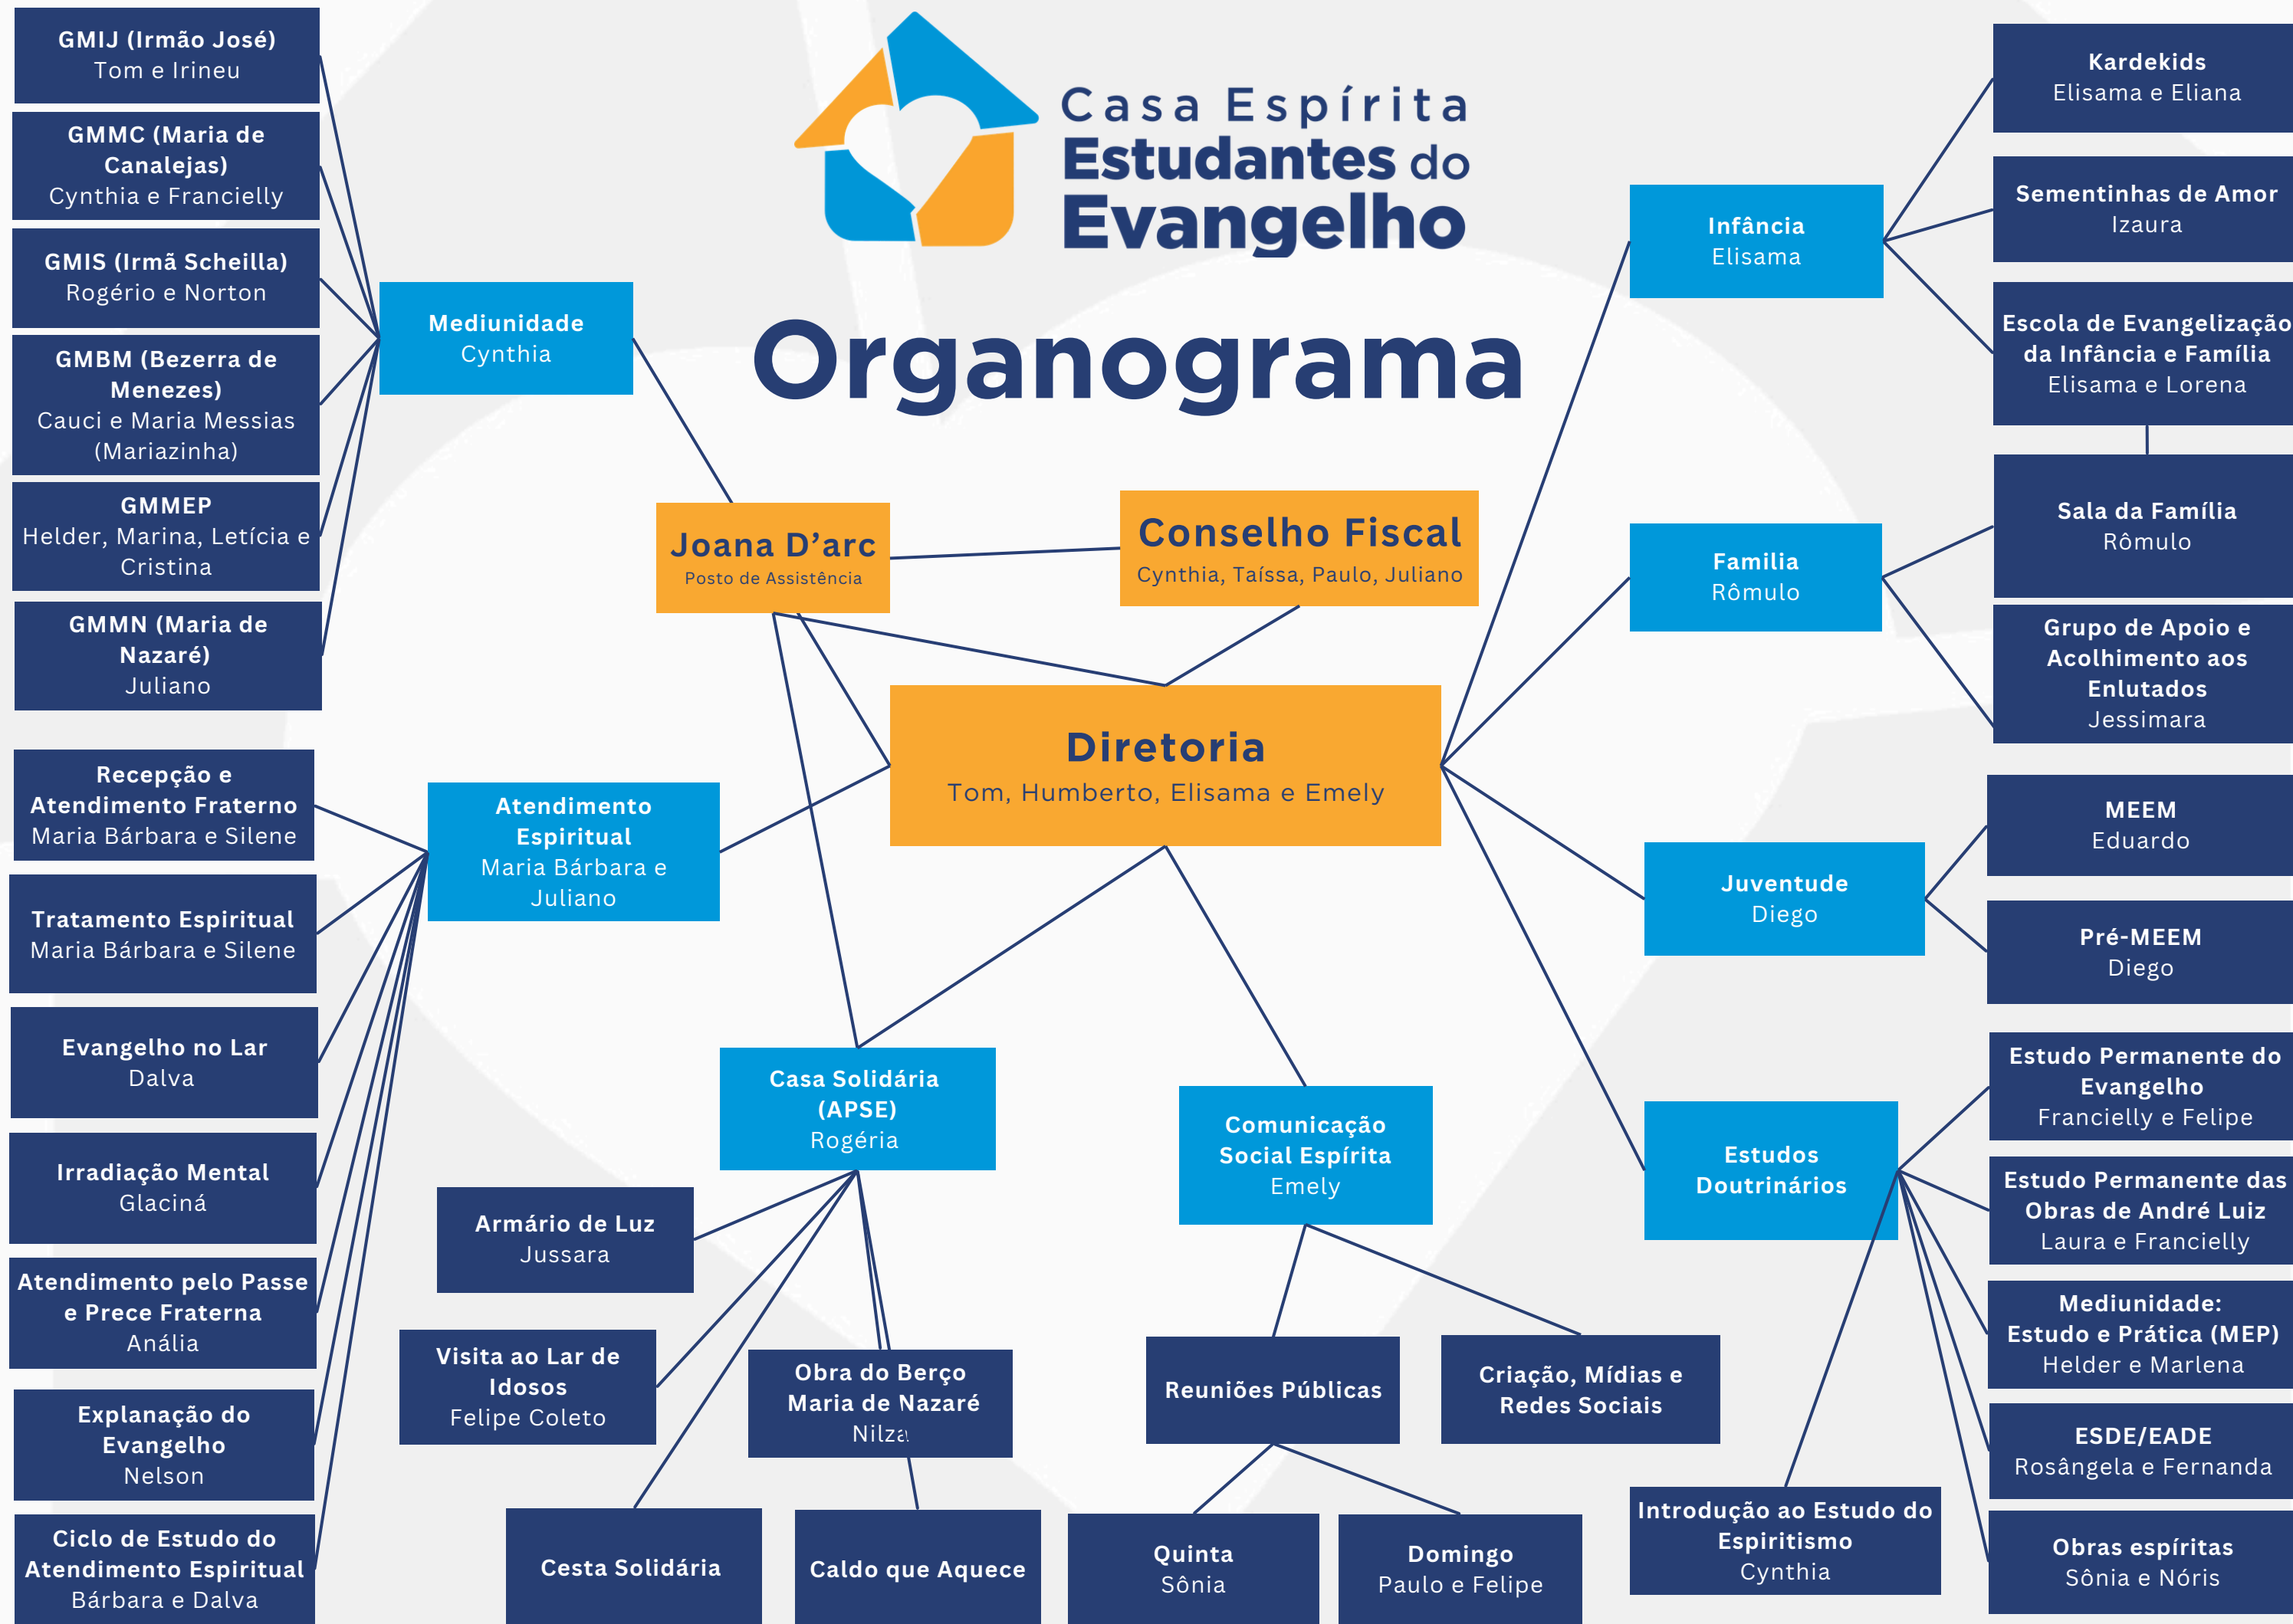 Casa Espírita
Estudantes do
Evangelho
Organograma
GMIJ (Irmão José)
Tom e Irineu
GMMC (Maria de
Canalejas)
Cynthia e Francielly
GMIS (Irmã Scheilla)
Rogério e Norton
GMBM (Bezerra de
Menezes)
Cauci e Maria Messias
(Mariazinha)
GMMEP
Helder, Marina, Letícia e
Cristina
GMMN (Maria de
Nazaré)
Juliano
Mediunidade
Cynthia
Joana D’arc
Posto de Assistência
Conselho Fiscal
Cynthia, Taíssa, Paulo, Juliano
Diretoria
Tom, Humberto, Elisama e Emely
Infância
Elisama
Kardekids
Elisama e Eliana
Sementinhas de Amor
Izaura
Escola de Evangelização
da Infância e Família
Elisama e Lorena
Familia
Rômulo
Sala da Família
Rômulo
Grupo de Apoio e
Acolhimento aos
Enlutados
Jessimara
Juventude
Diego
MEEM
Eduardo
Pré-MEEM
Diego
Estudos
Doutrinários
Estudo Permanente do
Evangelho
Francielly e Felipe
Estudo Permanente das
Obras de André Luiz
Laura e Francielly
Mediunidade:
Estudo e Prática (MEP)
Helder e Marlena
ESDE/EADE
Rosângela e Fernanda
Obras espíritas
Sônia e Nóris
Introdução ao Estudo do
Espiritismo
Cynthia
Atendimento
Espiritual
Maria Bárbara e
Juliano
Recepção e
Atendimento Fraterno
Maria Bárbara e Silene
Tratamento Espiritual
Maria Bárbara e Silene
Evangelho no Lar
Dalva
Irradiação Mental
Glaciná
Atendimento pelo Passe
e Prece Fraterna
Anália
Explanação do
Evangelho
Nelson
Ciclo de Estudo do
Atendimento Espiritual
Bárbara e Dalva
Casa Solidária
(APSE)
Rogéria
Armário de Luz
Jussara
Visita ao Lar de
Idosos
Felipe Coleto
Obra do Berço
Maria de Nazaré
Nilza
Cesta Solidária
Caldo que Aquece
Comunicação
Social Espírita
Emely
Reuniões Públicas
Criação, Mídias e
Redes Sociais
Quinta
Sônia
Domingo
Paulo e Felipe